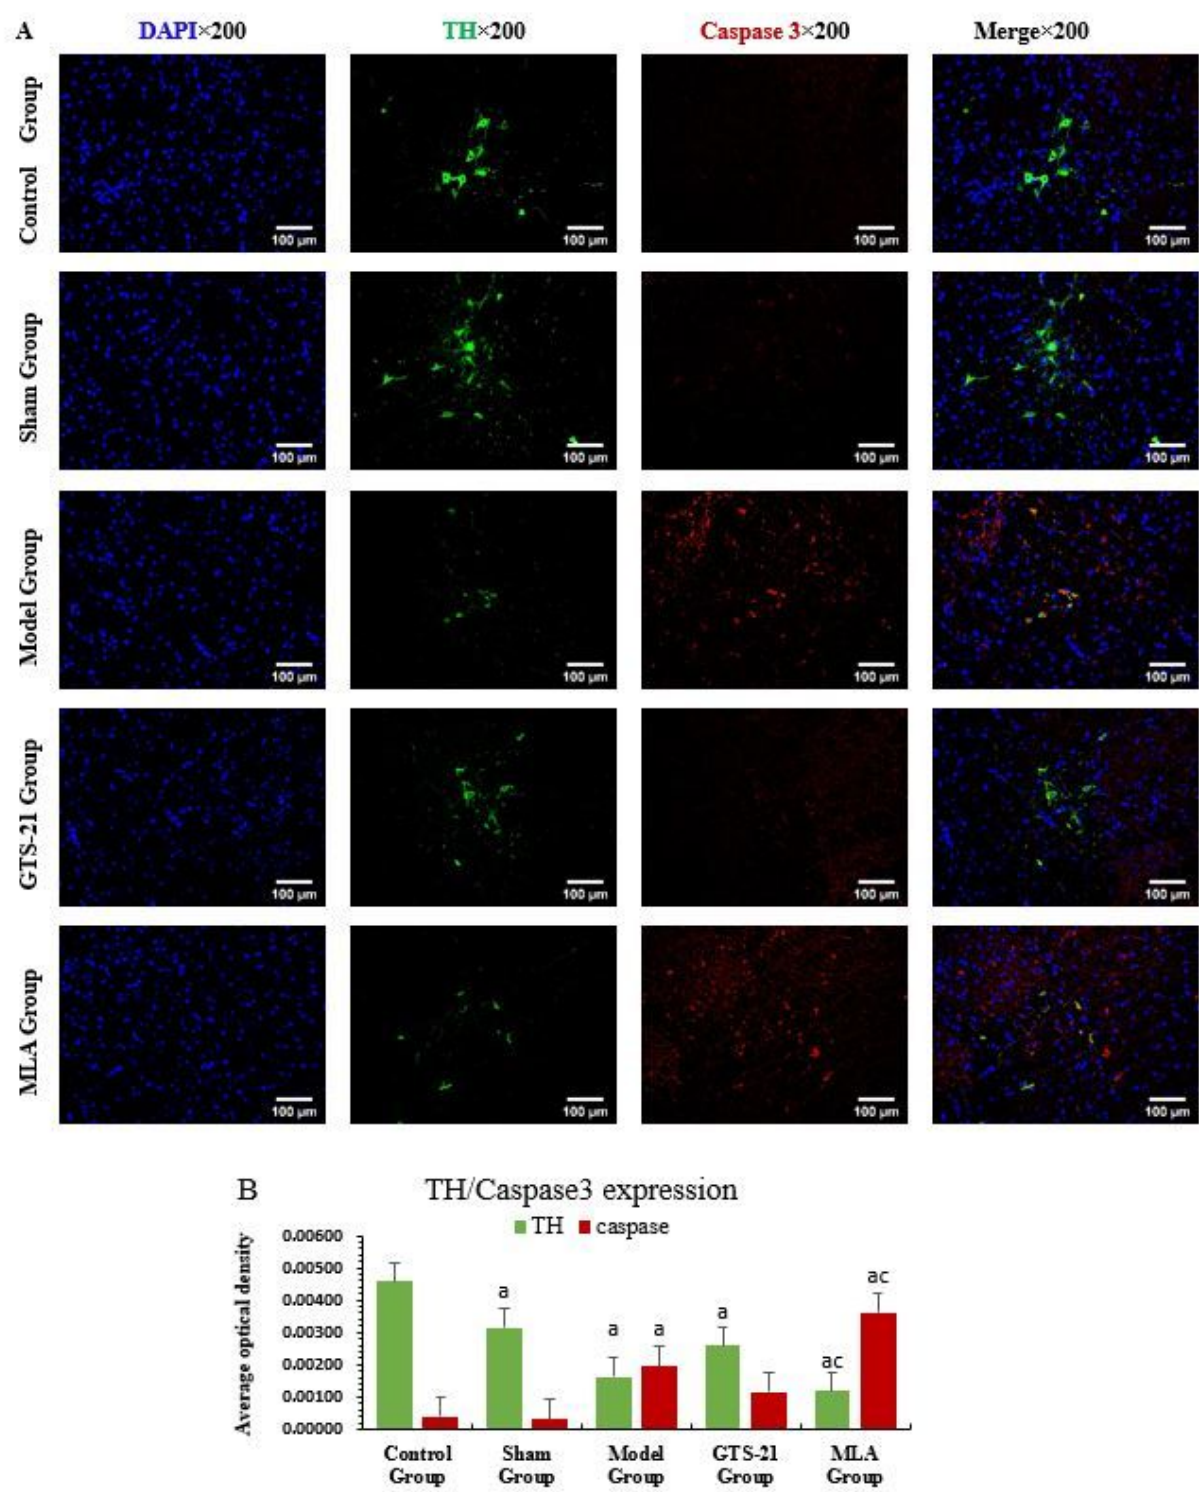 A DAPI×200 TH×200 Caspase 3×200 Merge×200
Control Group
100 µm 100 µm 100 µm 100 µm
Sham Group
100 µm 100 µm 100 µm 100 µm
Model Group
100 µm 100 µm 100 µm 100 µm
GTS-21 Group
100 µm 100 µm 100 µm 100 µm
MLA Group
100 µm 100 µm 100 µm 100 µm
B TH/Caspase3 expression
TH caspase
Average optical density
0.00600
0.00500
0.00400
0.00300
0.00200
0.00100
0.00000
a
a
a
a
ac
ac
Control Group
Sham Group
Model Group
GTS-21 Group
MLA Group